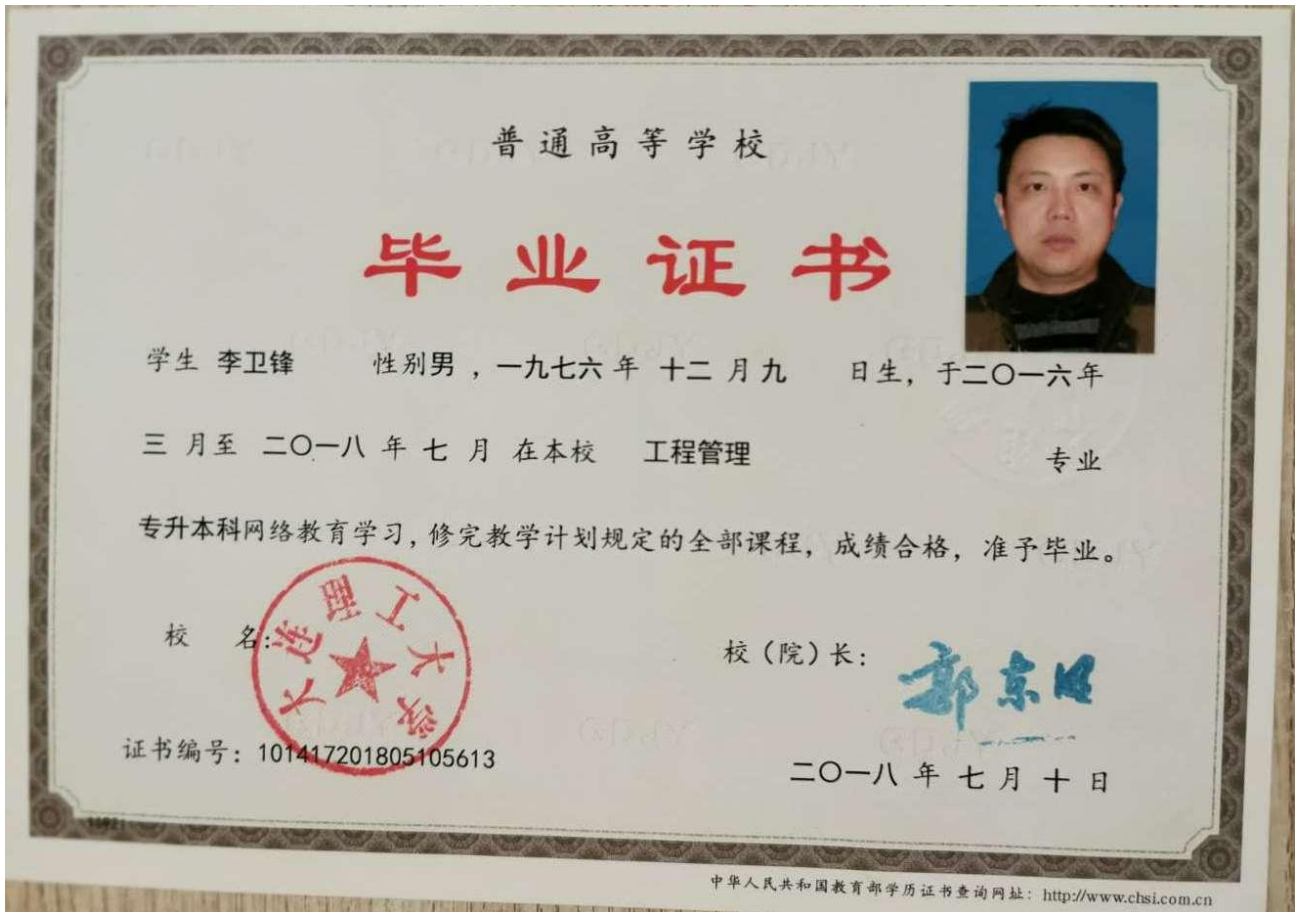 普通高等学校
毕业证书
学生 李卫锋 性别男，一九七六年 十二 月九 日生，于二〇一六年
三 月至 二〇一八 年 七 月 在本校 工程管理 专业
专升本科网络教育学习，修完教学计划规定的全部课程，成绩合格，准予毕业。
校 名：
大连理工大学
校（院）长：
郭东明
证书编号：101417201805105613
二〇一八 年 七 月 十 日
中华人民共和国教育部学历证书查询网址：http://www.chsi.com.cn